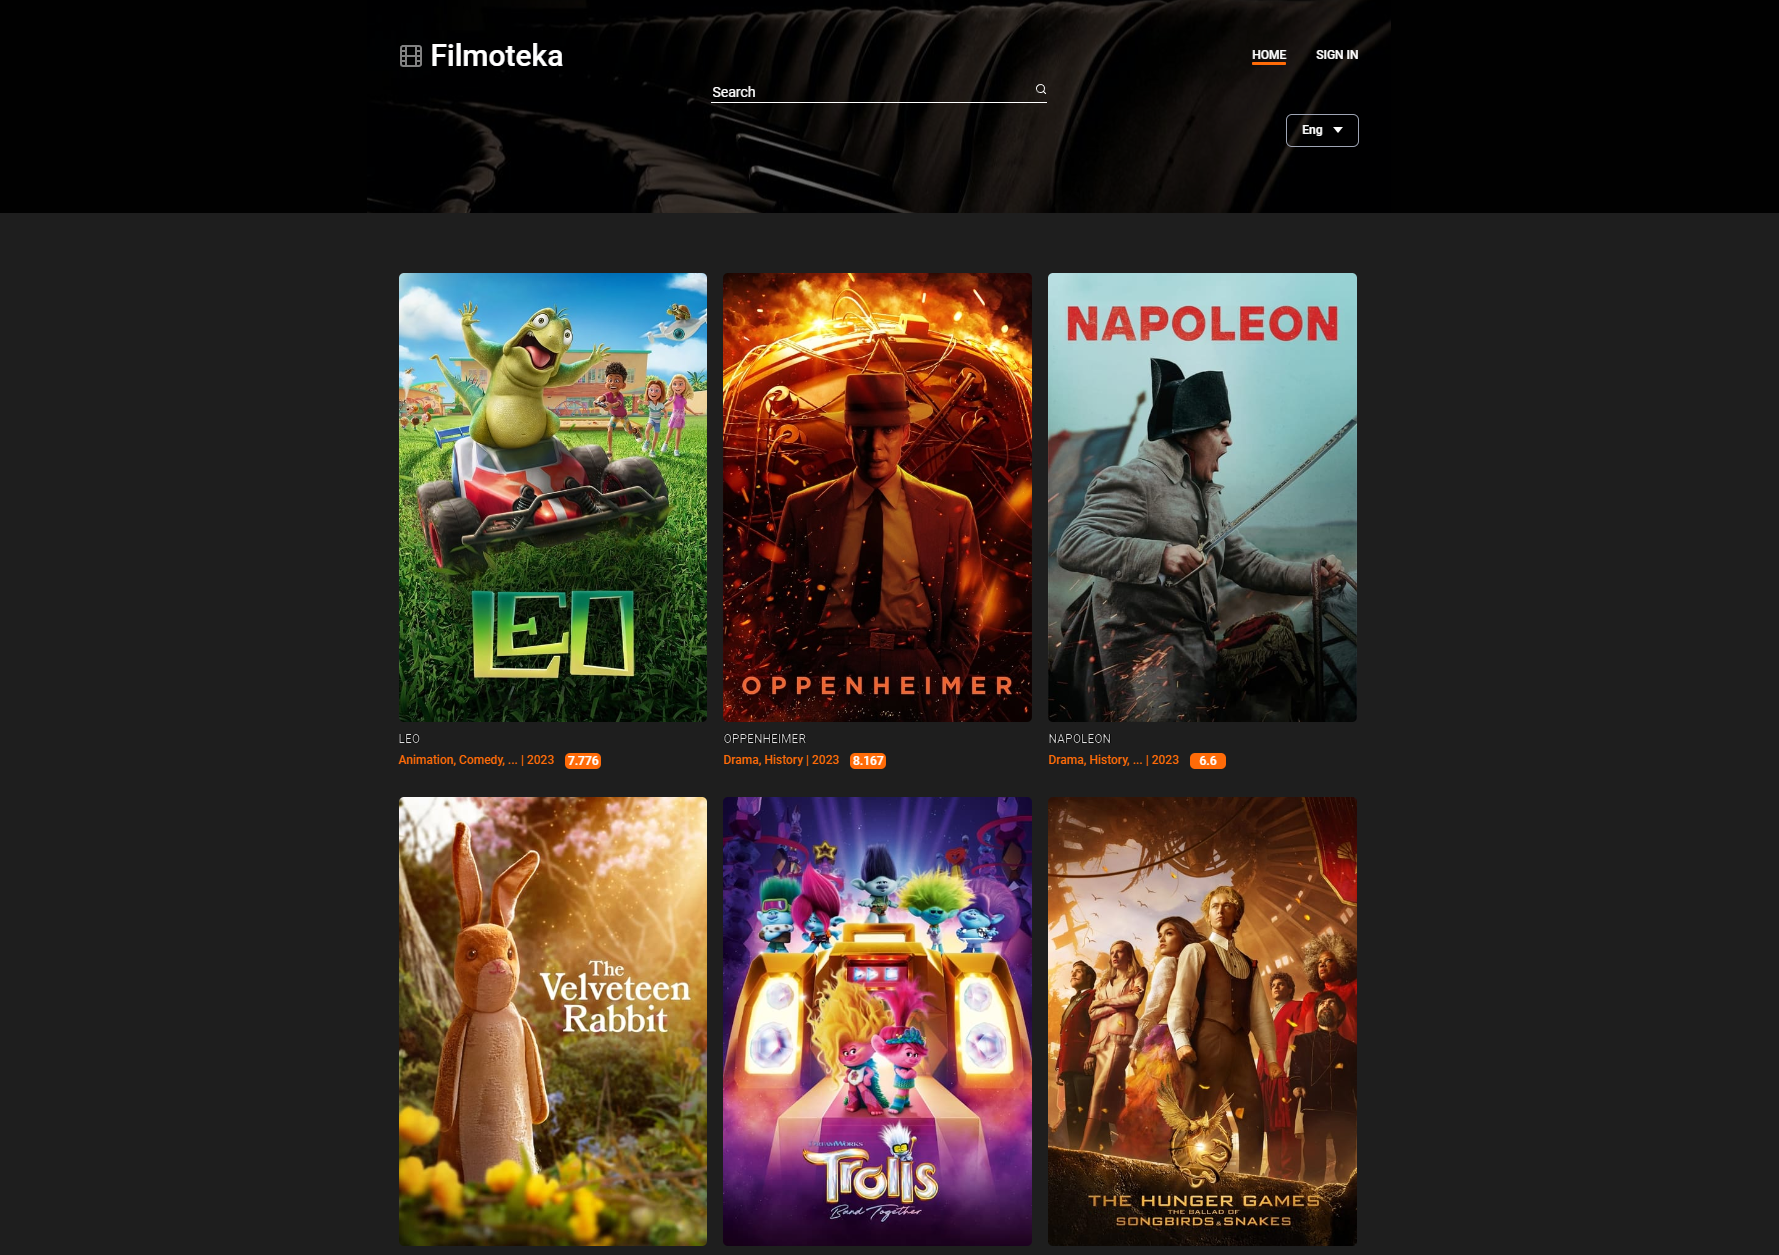 Filmoteka
HOME
SIGN IN
Search
Eng
LEO
OPPENHEIMER
NAPOLEON
LEO
Animation, Comedy, ... | 2023 7.776
OPPENHEIMER
Drama, History | 2023 8.167
NAPOLEON
Drama, History, ... | 2023 6.6
The
Velveteen
Rabbit
DREAMWORKS
Trolls
Band Together
THE HUNGER GAMES
THE BALLAD OF
SONGBIRDS & SNAKES